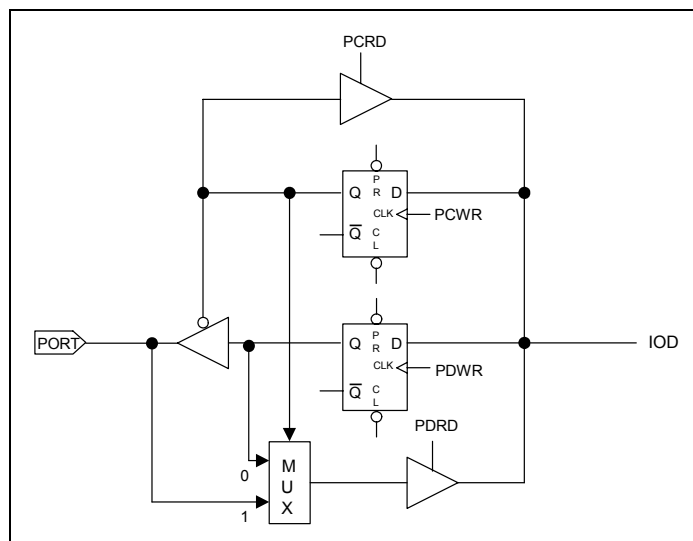 PCRD
P
R
Q D
CLK
PCWR
Q̅ C
L
PORT
P
R
Q D
CLK
PDWR
Q̅ C
L
IOD
PDRD
0
1
M
U
X